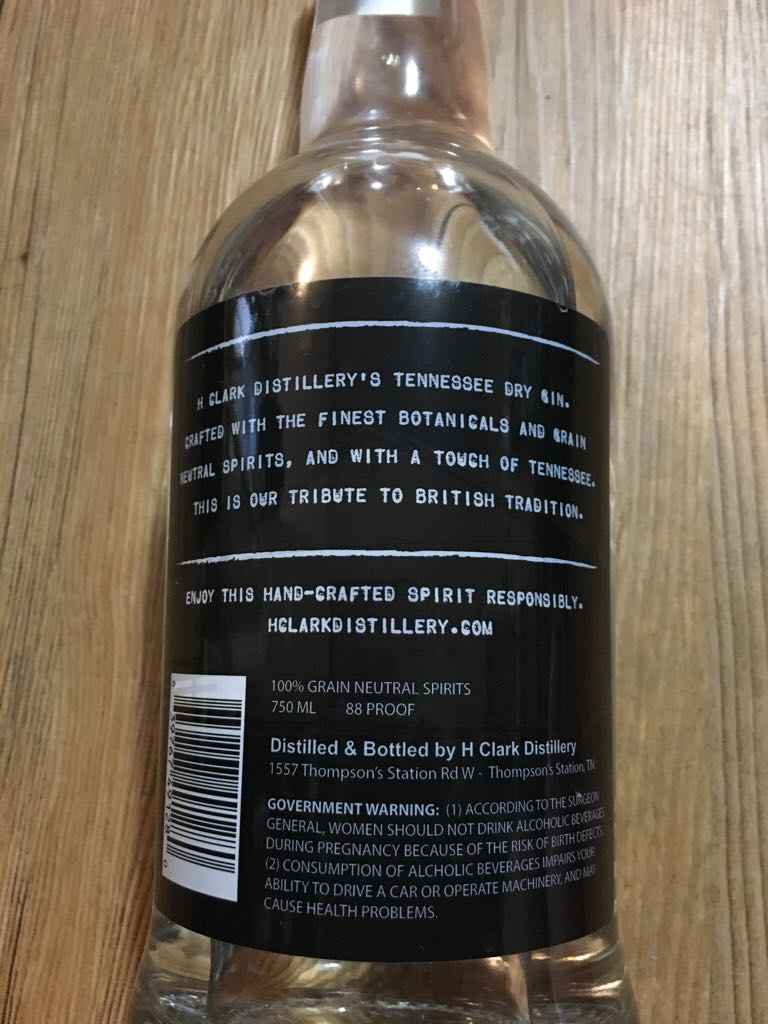 H CLARK DISTILLERY'S TENNESSEE DRY GIN.
CRAFTED WITH THE FINEST BOTANICALS AND GRAIN
NEUTRAL SPIRITS, AND WITH A TOUCH OF TENNESSEE.
THIS IS OUR TRIBUTE TO BRITISH TRADITION.
ENJOY THIS HAND-CRAFTED SPIRIT RESPONSIBLY.
HCLARKDISTILLERY.COM
100% GRAIN NEUTRAL SPIRITS
750 ML 88 PROOF
Distilled & Bottled by H Clark Distillery
1557 Thompson's Station Rd W - Thompson's Station, TN
GOVERNMENT WARNING: (1) ACCORDING TO THE SURGEON
GENERAL, WOMEN SHOULD NOT DRINK ALCOHOLIC BEVERAGES
DURING PREGNANCY BECAUSE OF THE RISK OF BIRTH DEFECTS
(2) CONSUMPTION OF ALCHOLIC BEVERAGES IMPAIRS YOUR
ABILITY TO DRIVE A CAR OR OPERATE MACHINERY, AND MAY
CAUSE HEALTH PROBLEMS.